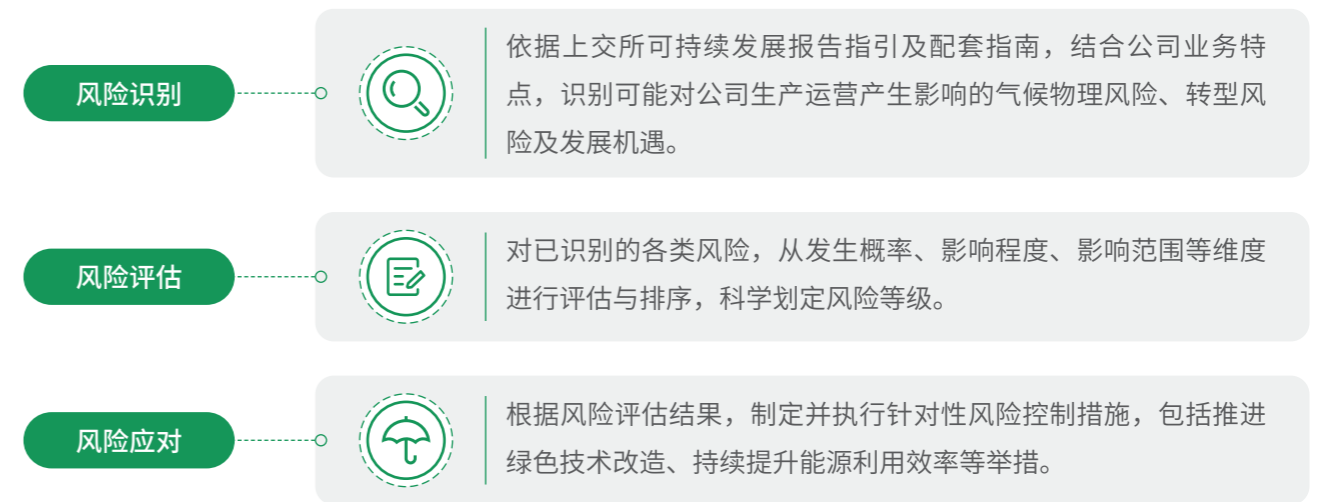 风险识别
依据上交所可持续发展报告指引及配套指南，结合公司业务特
点，识别可能对公司生产运营产生影响的气候物理风险、转型风
险及发展机遇。
风险评估
对已识别的各类风险，从发生概率、影响程度、影响范围等维度
进行评估与排序，科学划定风险等级。
风险应对
根据风险评估结果，制定并执行针对性风险控制措施，包括推进
绿色技术改造、持续提升能源利用效率等举措。